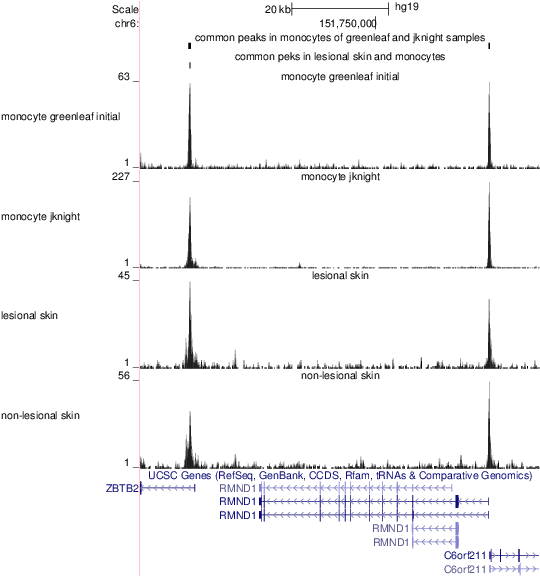 Scale 20 kb hg19
chr6: 151,750,000
common peaks in monocytes of greenleaf and jknight samples
common peks in lesional skin and monocytes
63 monocyte greenleaf initial
monocyte greenleaf initial
1
227 monocyte jknight
monocyte jknight
1
45 lesional skin
lesional skin
1
56 non-lesional skin
non-lesional skin
1
UCSC Genes (RefSeq, GenBank, CCDS, Rfam, tRNAs & Comparative Genomics)
ZBTB2 RMND1
RMND1
RMND1
RMND1
RMND1
C6orf211
C6orf211